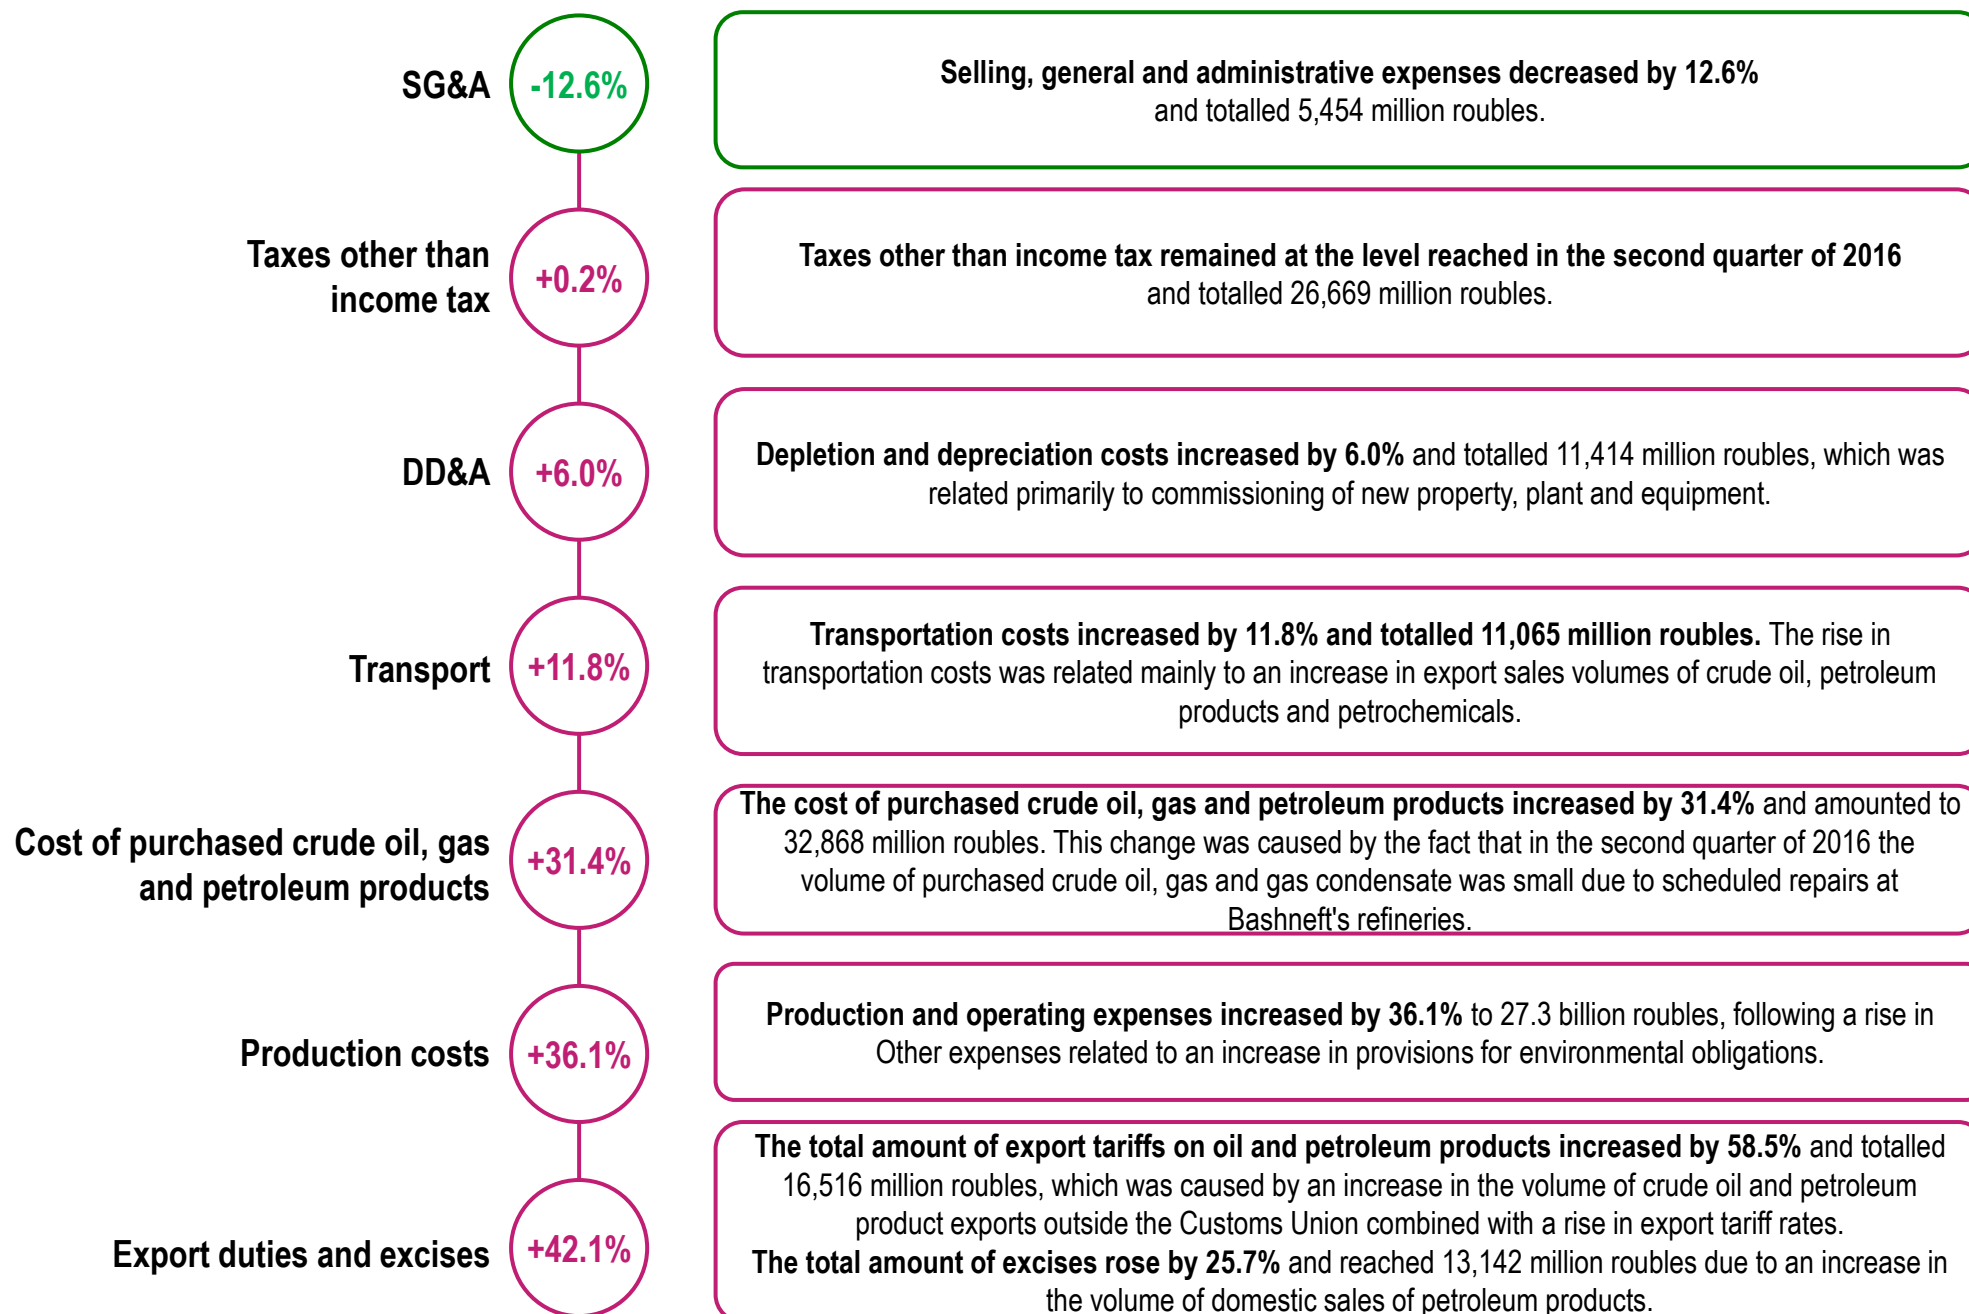 SG&A
-12.6%
Selling, general and administrative expenses decreased by 12.6%
and totalled 5,454 million roubles.
Taxes other than
income tax
+0.2%
Taxes other than income tax remained at the level reached in the second quarter of 2016
and totalled 26,669 million roubles.
DD&A
+6.0%
Depletion and depreciation costs increased by 6.0% and totalled 11,414 million roubles, which was
related primarily to commissioning of new property, plant and equipment.
Transport
+11.8%
Transportation costs increased by 11.8% and totalled 11,065 million roubles. The rise in
transportation costs was related mainly to an increase in export sales volumes of crude oil, petroleum
products and petrochemicals.
Cost of purchased crude oil, gas
and petroleum products
+31.4%
The cost of purchased crude oil, gas and petroleum products increased by 31.4% and amounted to
32,868 million roubles. This change was caused by the fact that in the second quarter of 2016 the
volume of purchased crude oil, gas and gas condensate was small due to scheduled repairs at
Bashneft's refineries.
Production costs
+36.1%
Production and operating expenses increased by 36.1% to 27.3 billion roubles, following a rise in
Other expenses related to an increase in provisions for environmental obligations.
Export duties and excises
+42.1%
The total amount of export tariffs on oil and petroleum products increased by 58.5% and totalled
16,516 million roubles, which was caused by an increase in the volume of crude oil and petroleum
product exports outside the Customs Union combined with a rise in export tariff rates.
The total amount of excises rose by 25.7% and reached 13,142 million roubles due to an increase in
the volume of domestic sales of petroleum products.